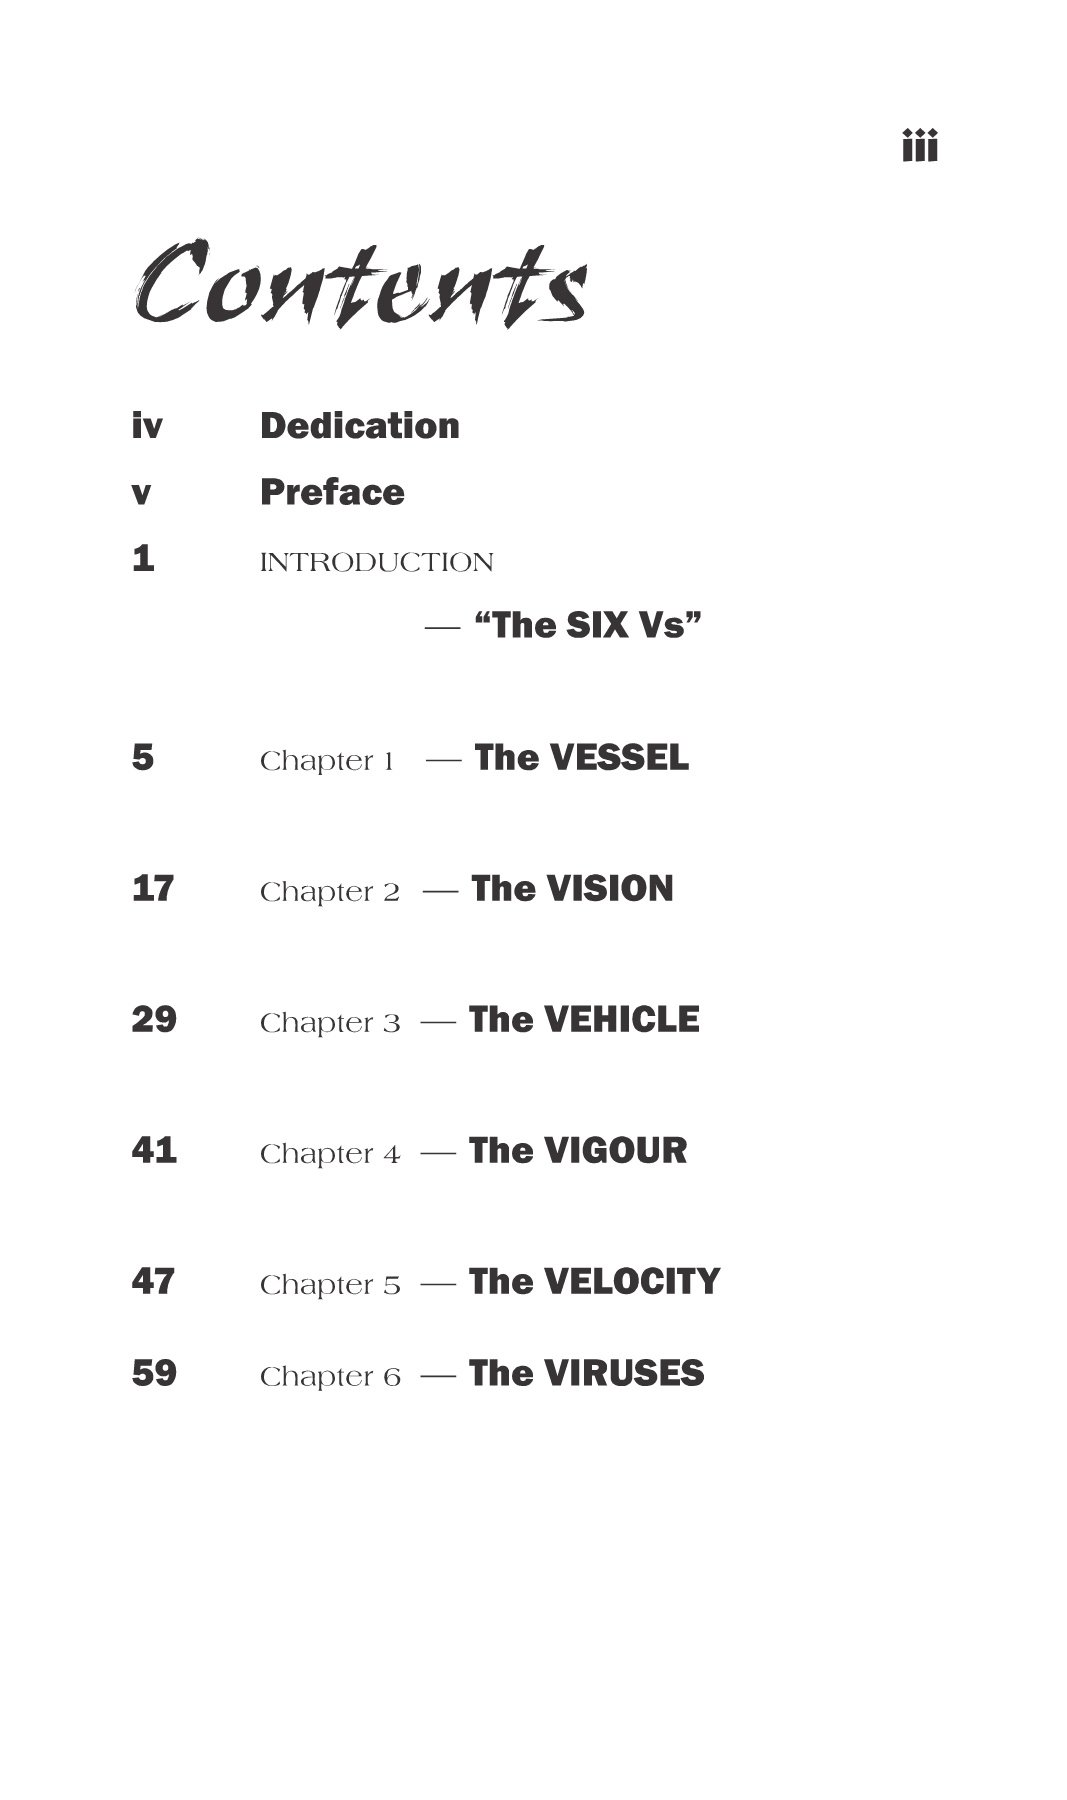 iii
Contents
iv Dedication
v Preface
1 INTRODUCTION
— “The SIX Vs”
5 Chapter 1 — The VESSEL
17 Chapter 2 — The VISION
29 Chapter 3 — The VEHICLE
41 Chapter 4 — The VIGOUR
47 Chapter 5 — The VELOCITY
59 Chapter 6 — The VIRUSES